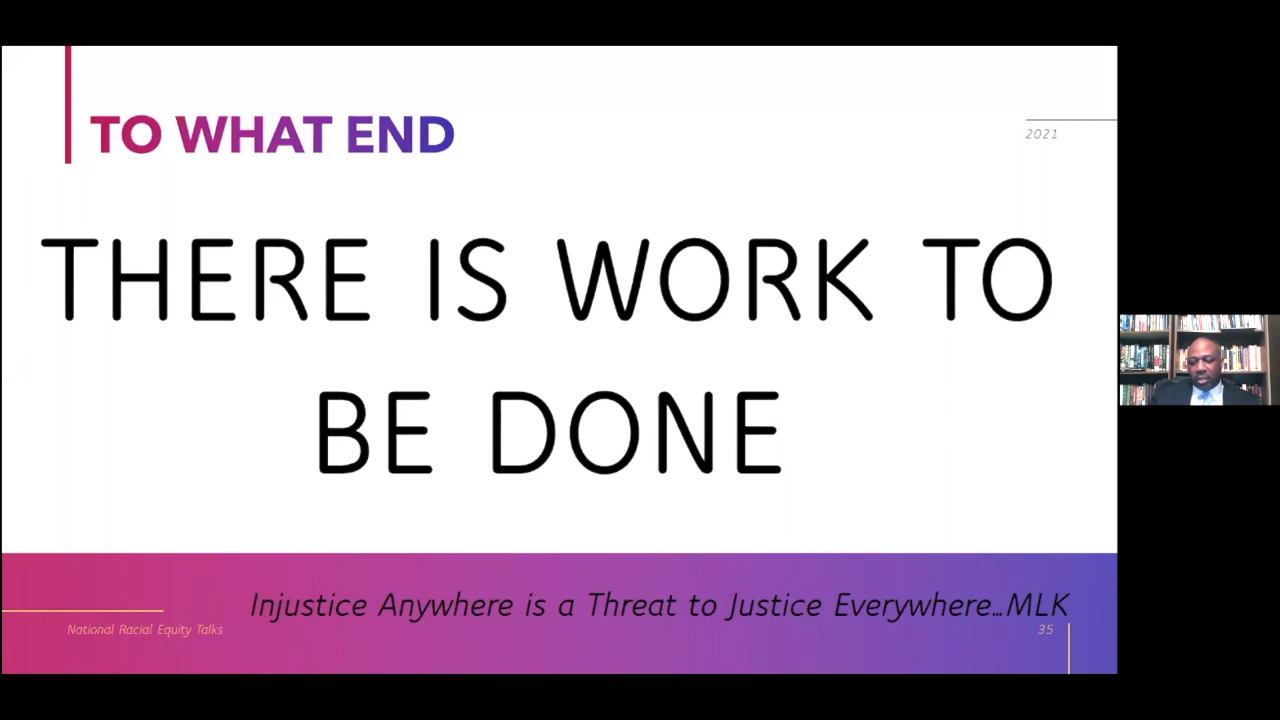 TO WHAT END
2021
THERE IS WORK TO
BE DONE
Injustice Anywhere is a Threat to Justice Everywhere...MLK
National Racial Equity Talks
35